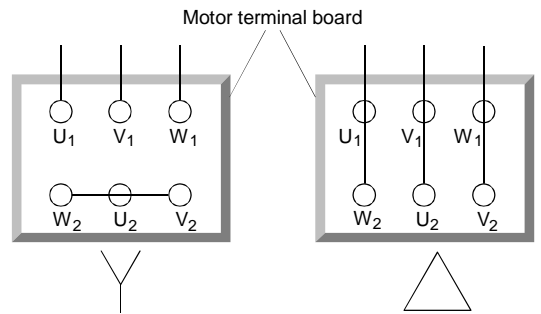 Motor terminal board
U1 V1 W1 U1 V1 W1
W2 U2 V2 W2 U2 V2